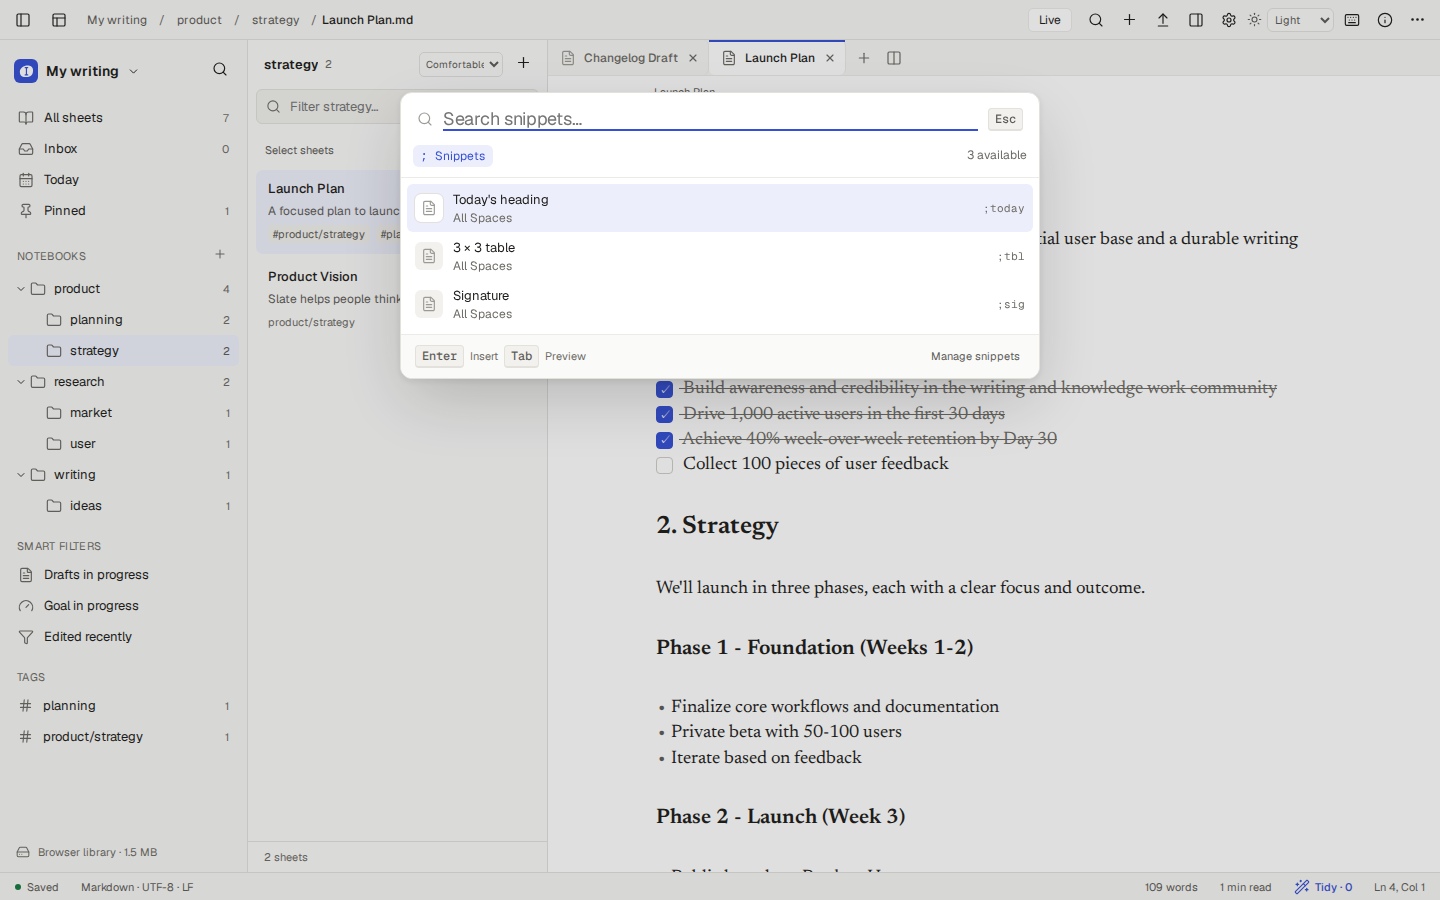 My writing / product / strategy / Launch Plan.md
Live
Light
My writing
All sheets 7
Inbox 0
Today
Pinned 1
NOTEBOOKS
product 4
planning 2
strategy 2
research 2
market 1
user 1
writing 1
ideas 1
SMART FILTERS
Drafts in progress
Goal in progress
Edited recently
TAGS
planning 1
product/strategy 1
Browser library · 1.5 MB
strategy 2
Comfortable
Filter strategy...
Select sheets
Launch Plan
A focused plan to launc
#product/strategy
Product Vision
Slate helps people think
product/strategy
2 sheets
Changelog Draft
Launch Plan
Launch Plan
Search snippets...
Esc
; Snippets
3 available
Today's heading
All Spaces
;today
3 × 3 table
All Spaces
;tbl
Signature
All Spaces
;sig
Enter Insert Tab Preview
Manage snippets
user base and a durable writing
Build awareness and credibility in the writing and knowledge work community
Drive 1,000 active users in the first 30 days
Achieve 40% week-over-week retention by Day 30
Collect 100 pieces of user feedback
2. Strategy
We'll launch in three phases, each with a clear focus and outcome.
Phase 1 - Foundation (Weeks 1-2)
• Finalize core workflows and documentation
• Private beta with 50-100 users
• Iterate based on feedback
Phase 2 - Launch (Week 3)
Saved
Markdown · UTF-8 · LF
109 words
1 min read
Tidy · 0
Ln 4, Col 1